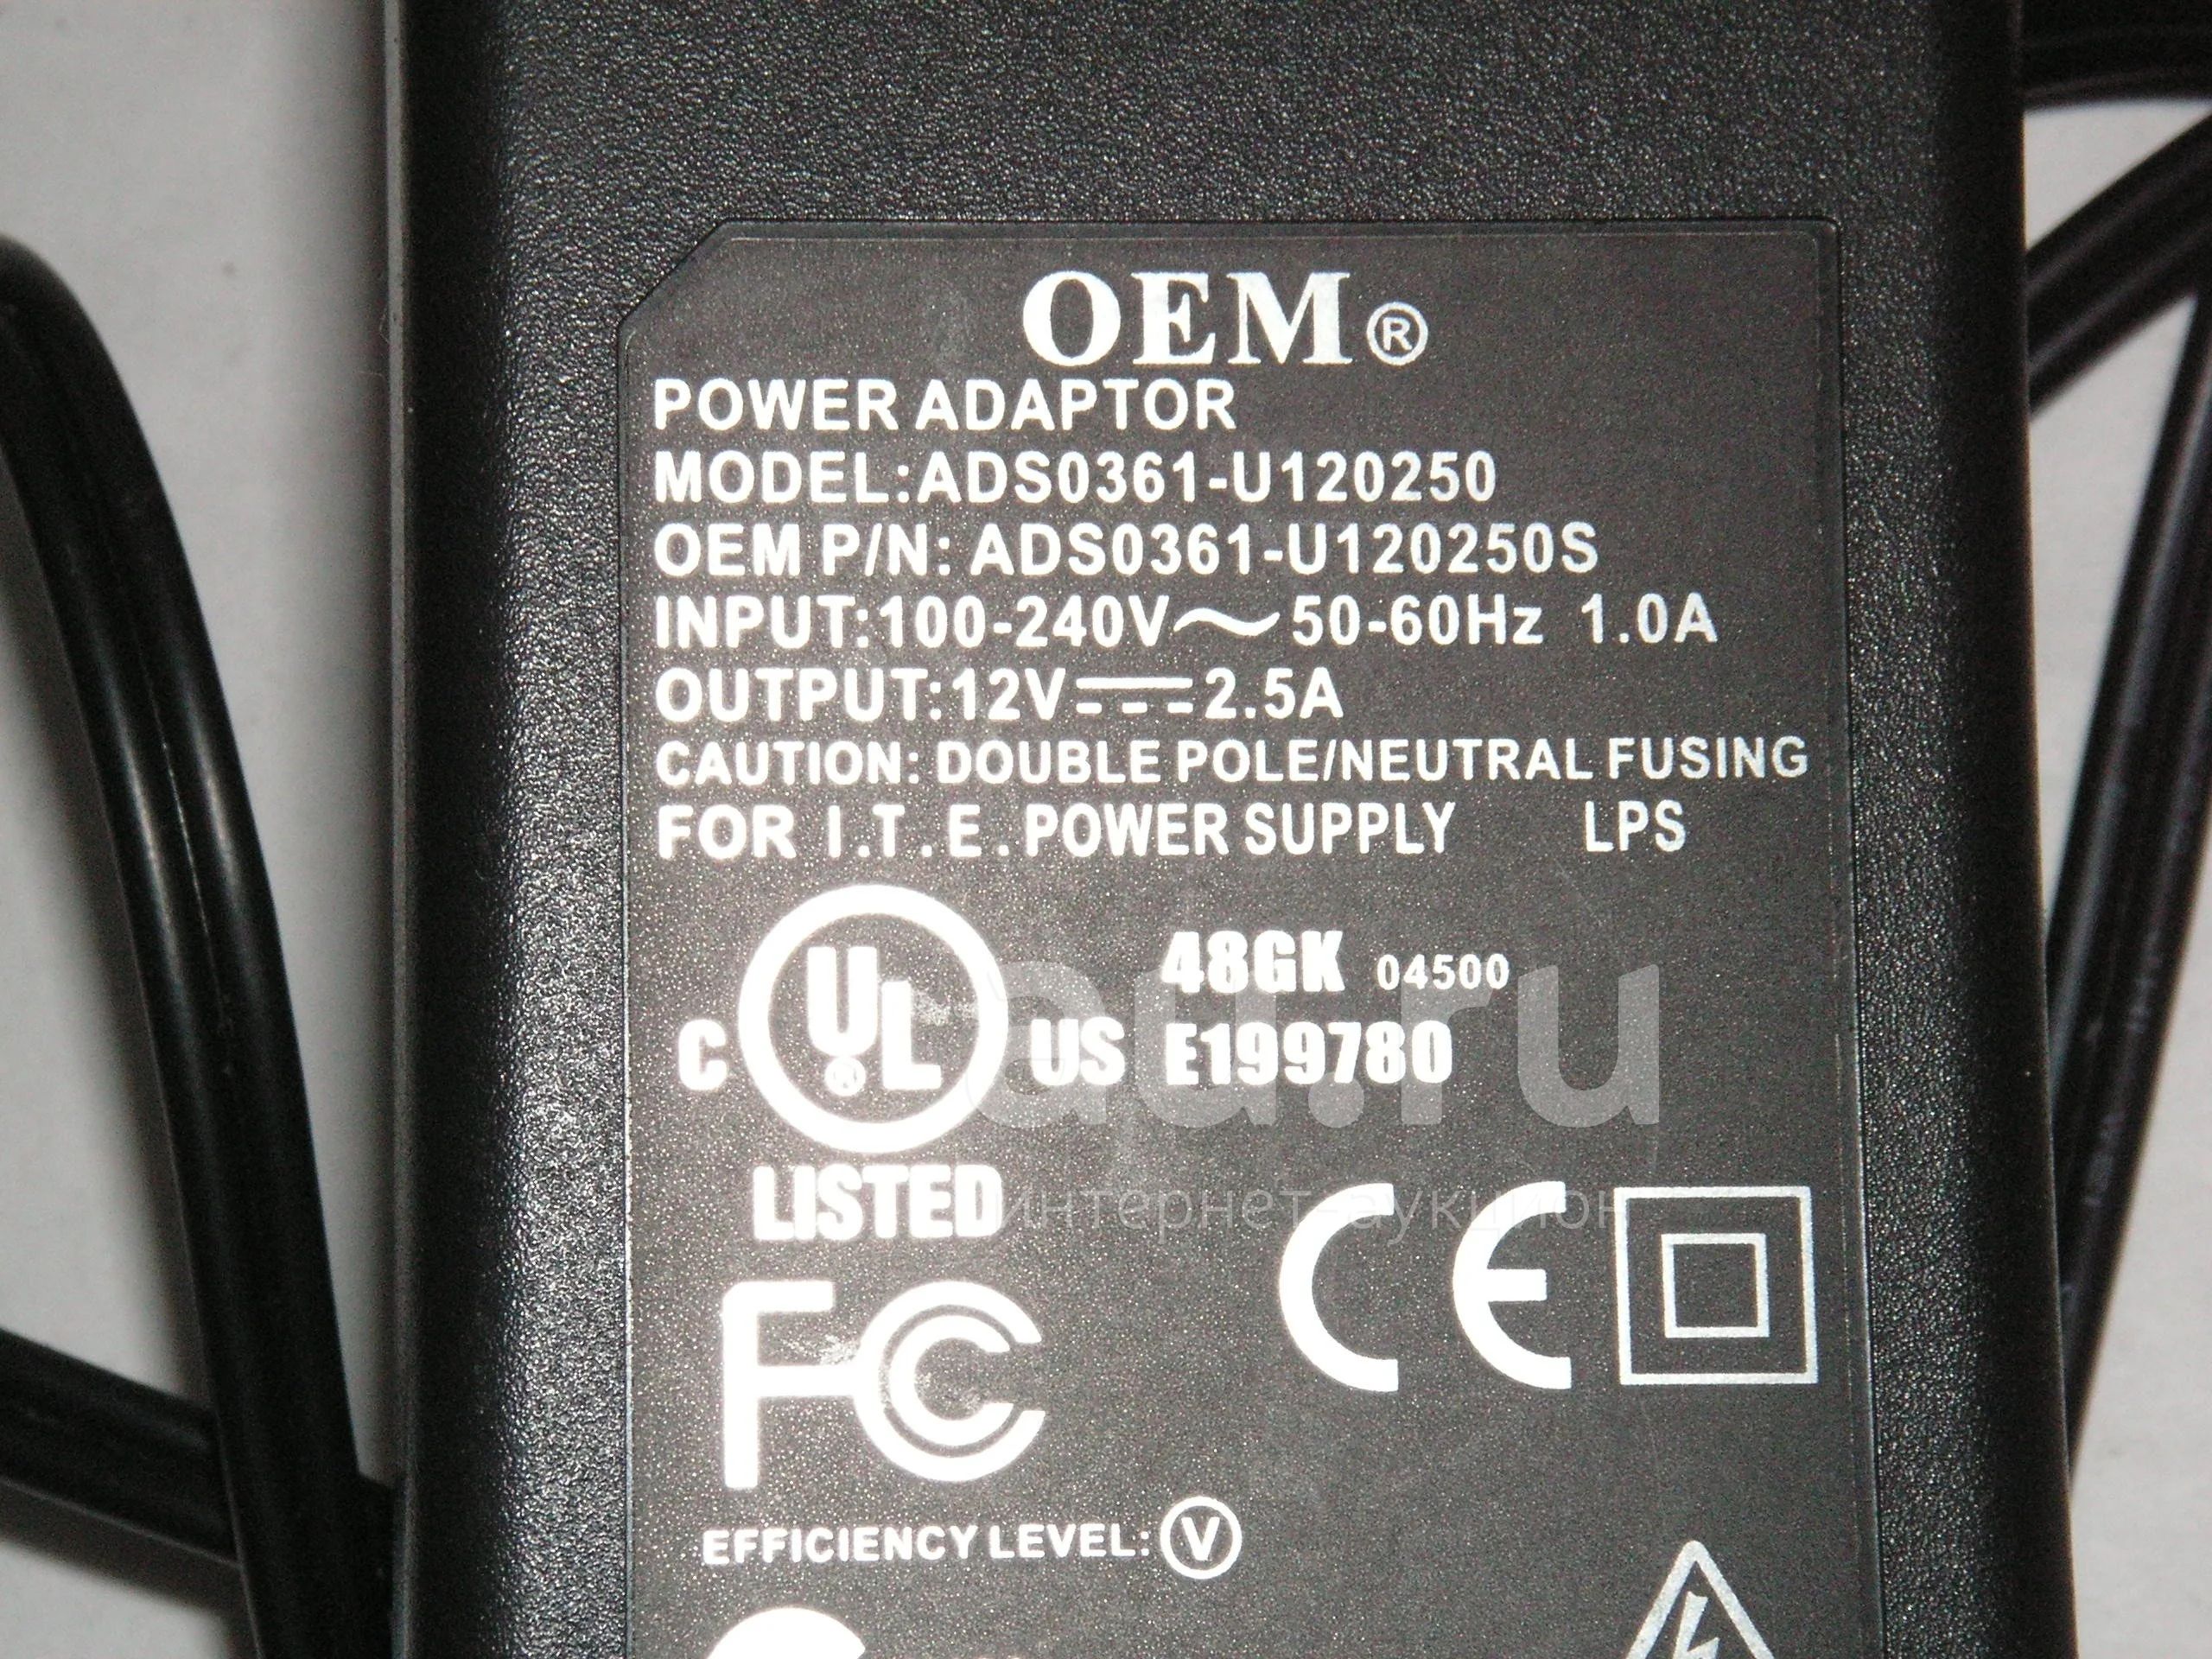 OEM®
POWER ADAPTOR
MODEL:ADS0361-U120250
OEM P/N: ADS0361-U120250S
INPUT:100-240V～50-60Hz 1.0A
OUTPUT:12V⎓2.5A
CAUTION: DOUBLE POLE/NEUTRAL FUSING
FOR I.T.E. POWER SUPPLY LPS
48GK 04500
C UL® US E199780
LISTED
au.ru
интернет-аукцион
FC CE
EFFICIENCY LEVEL: V